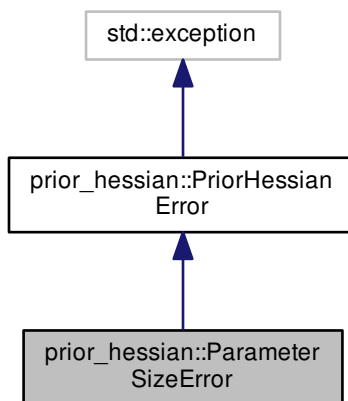 std::exception
prior_hessian::PriorHessian
Error
prior_hessian::Parameter
SizeError